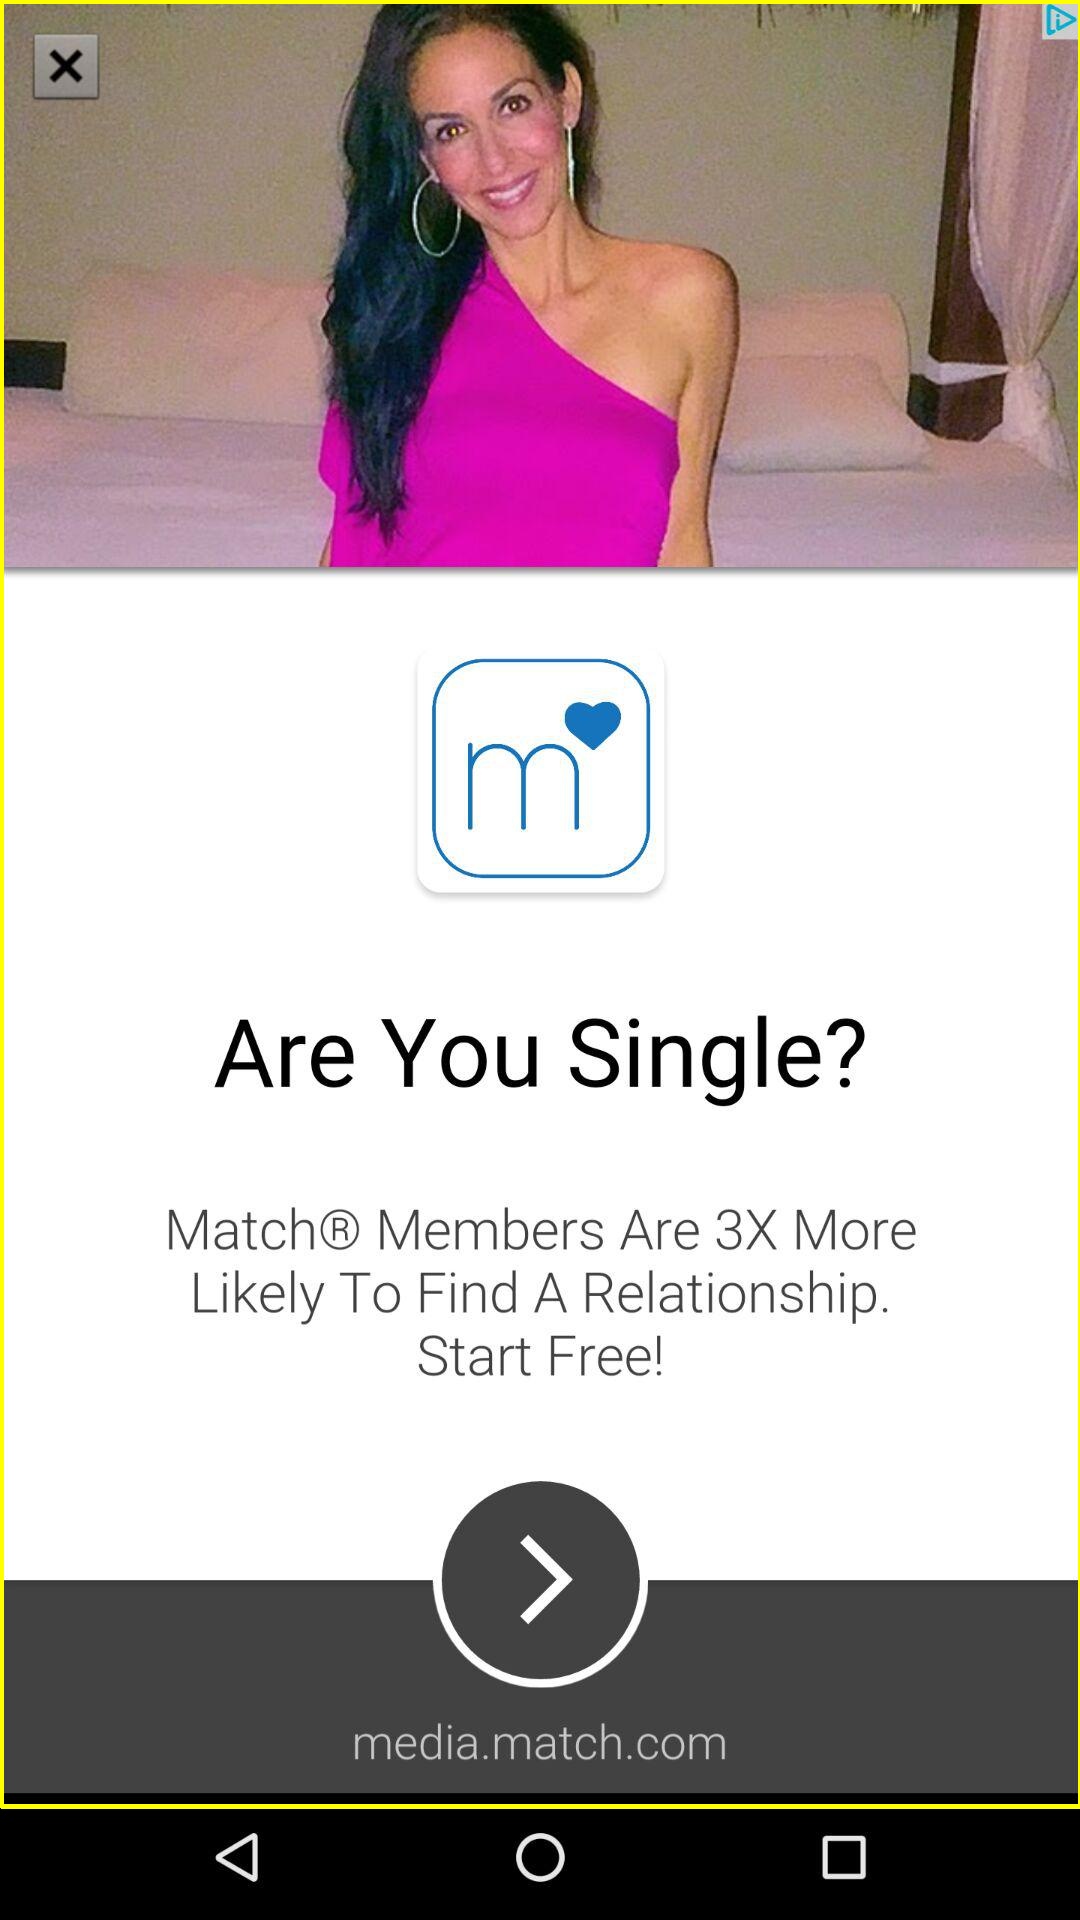 m
Are You Single?
Match® Members Are 3X More
Likely To Find A Relationship.
Start Free!
media.match.com